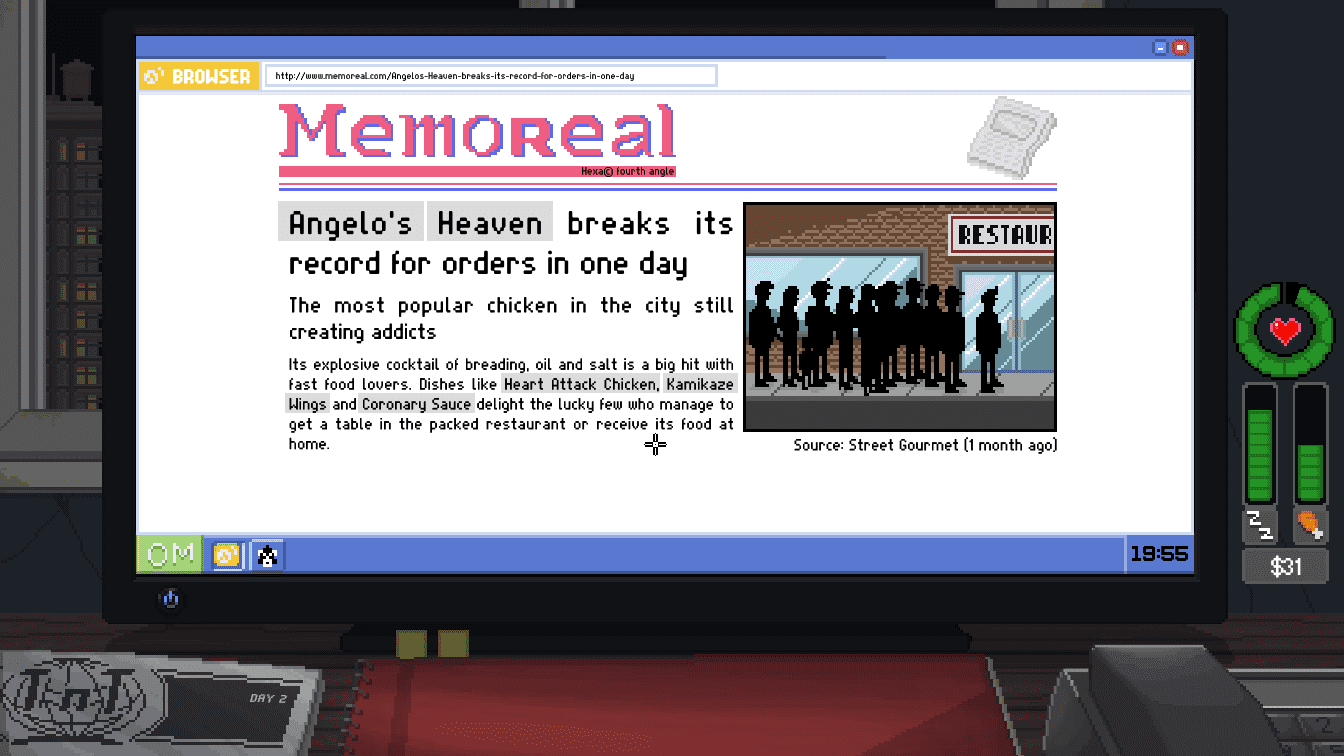 BROWSER
http://www.memoreal.com/Angelos-Heaven-breaks-its-record-for-orders-in-one-day
Memoreal
Hexa© fourth angle
Angelo's Heaven breaks its
record for orders in one day
The most popular chicken in the city still
creating addicts
Its explosive cocktail of breading, oil and salt is a big hit with
fast food lovers. Dishes like Heart Attack Chicken, Kamikaze
Wings and Coronary Sauce delight the lucky few who manage to
get a table in the packed restaurant or receive its food at
home.
RESTAUR
Source: Street Gourmet (1 month ago)
OM
19:55
$31
TnT
DAY 2